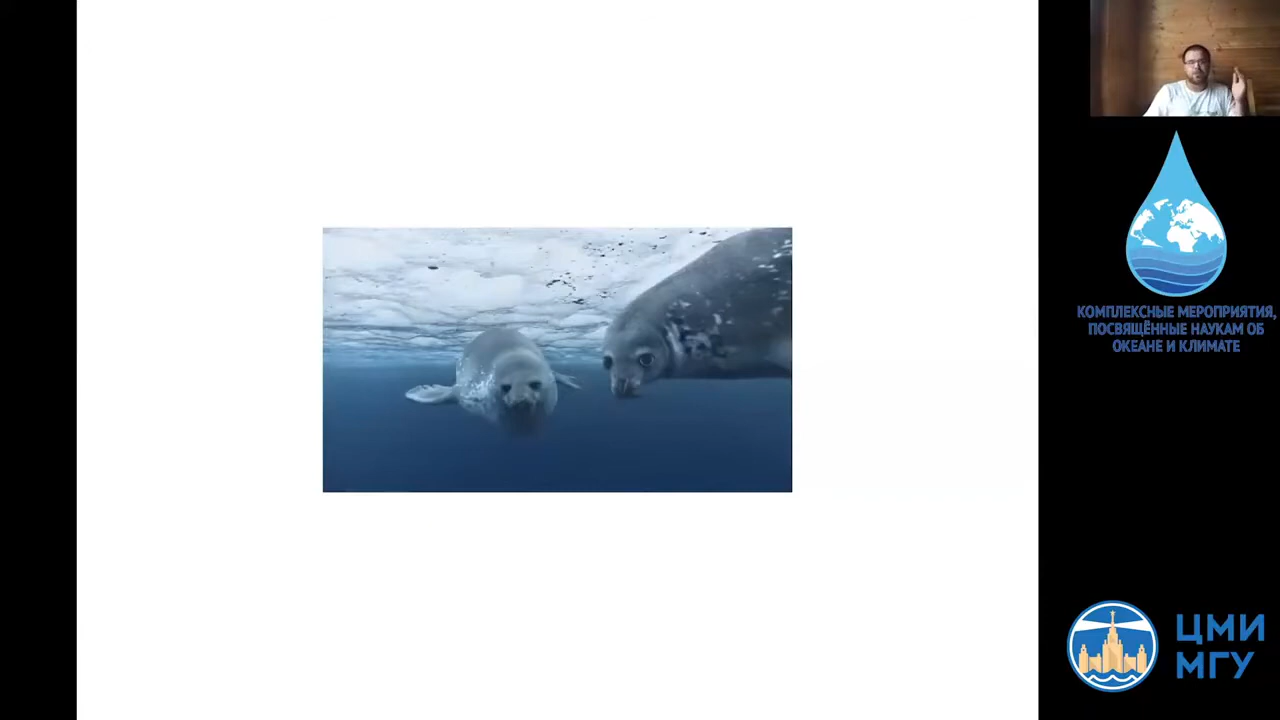 КОМПЛЕКСНЫЕ МЕРОПРИЯТИЯ,
ПОСВЯЩЁННЫЕ НАУКАМ ОБ
ОКЕАНЕ И КЛИМАТЕ
ЦМИ
МГУ